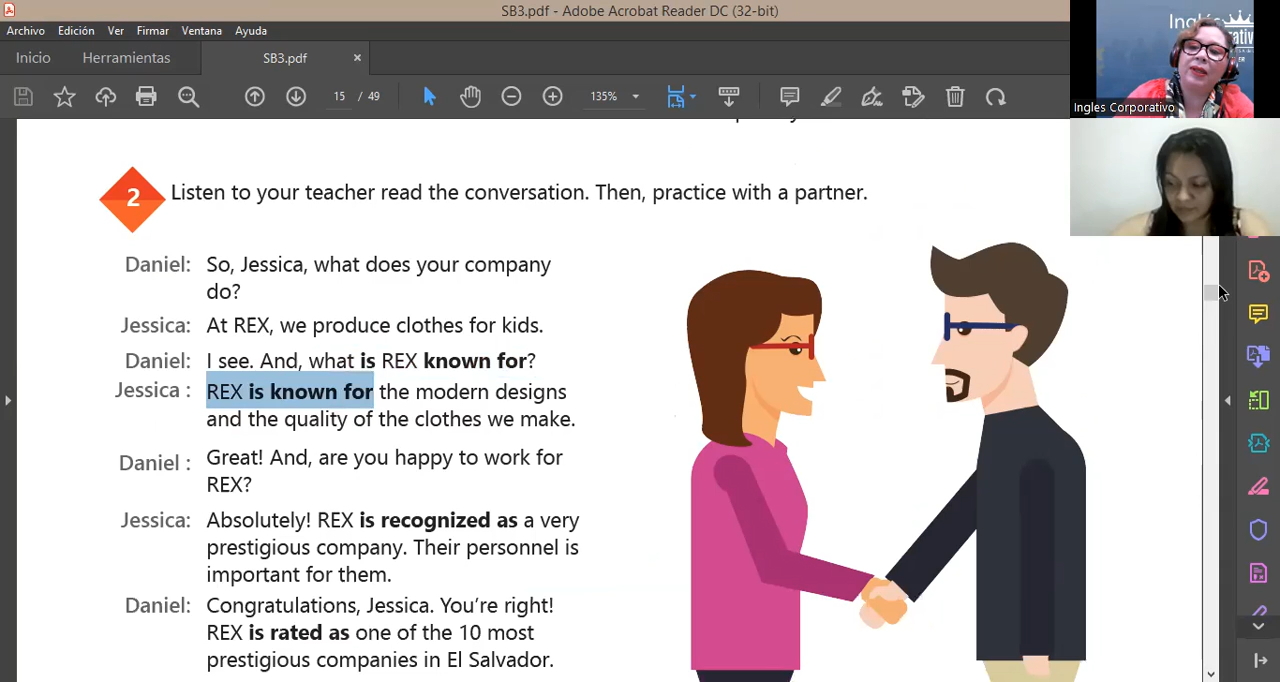 SB3.pdf - Adobe Acrobat Reader DC (32-bit)
Archivo Edición Ver Firmar Ventana Ayuda
Inicio Herramientas SB3.pdf ×
15 / 49 135%
Inglés
Ingles Corporativo
2 Listen to your teacher read the conversation. Then, practice with a partner.
Daniel: So, Jessica, what does your company
do?
Jessica: At REX, we produce clothes for kids.
Daniel: I see. And, what is REX known for?
Jessica : REX is known for the modern designs
and the quality of the clothes we make.
Daniel : Great! And, are you happy to work for
REX?
Jessica: Absolutely! REX is recognized as a very
prestigious company. Their personnel is
important for them.
Daniel: Congratulations, Jessica. You're right!
REX is rated as one of the 10 most
prestigious companies in El Salvador.